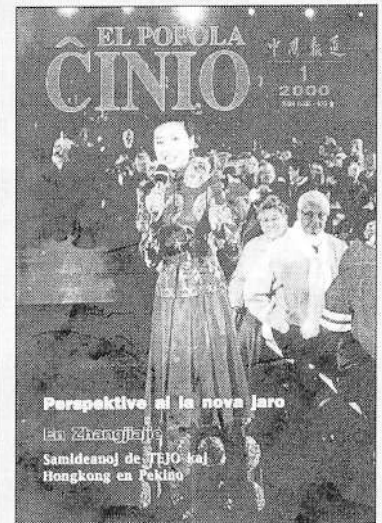 EL POPOLA
ĈINIO
中国报道
1
2000
Perspektive al la nova jaro
En Zhangjiajie
Samideanoj de TEJO kaj
Hongkong en Pekino